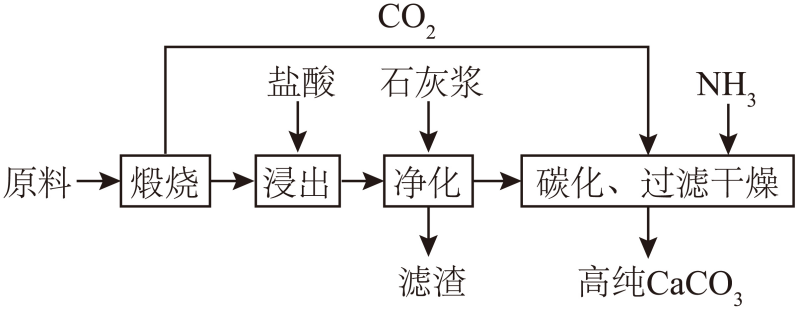 CO₂
盐酸
石灰浆
NH₃
原料
煅烧
浸出
净化
碳化、过滤干燥
滤渣
高纯CaCO₃